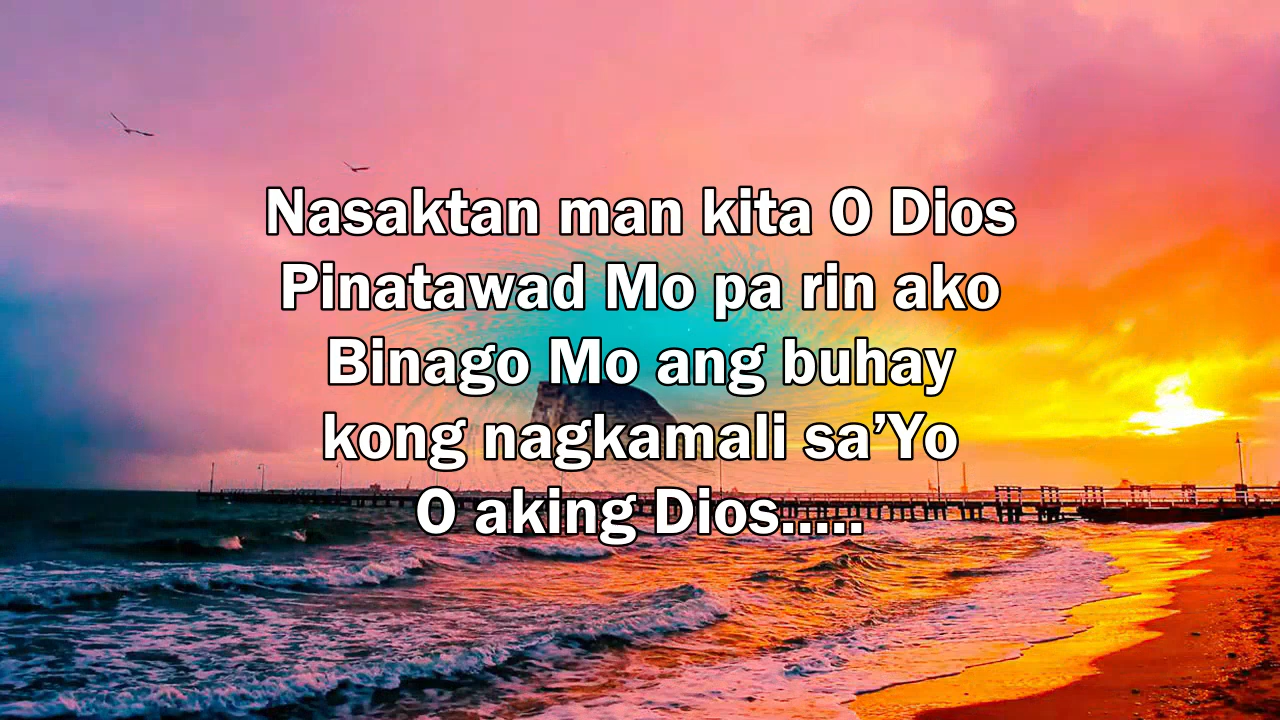 Nasaktan man kita O Dios
Pinatawad Mo pa rin ako
Binago Mo ang buhay
kong nagkamali sa’Yo
O aking Dios.....